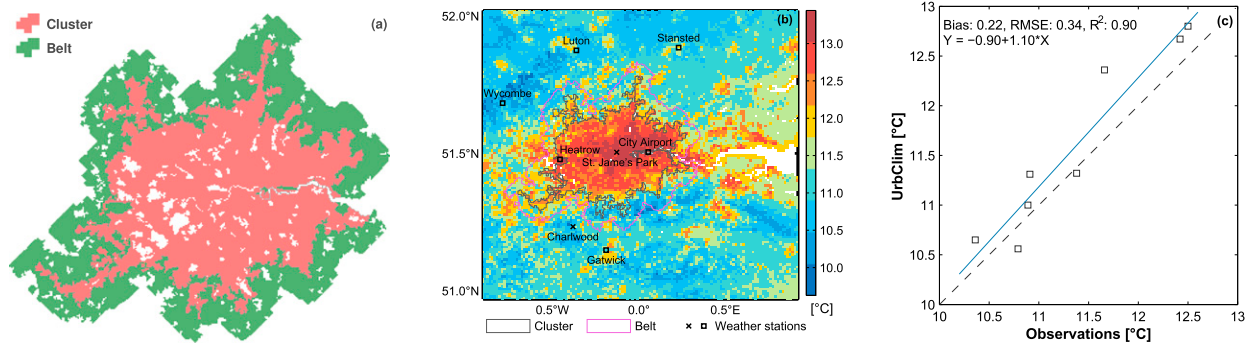 Cluster
Belt
(a)
(b)
52.0°N
51.5°N
51.0°N
Luton
Stansted
Wycombe
City Airport
Heatrow
St. Jame's Park
Charlwood
Gatwick
0.5°W
0.0°
0.5°E
[°C]
13.0
12.5
12.0
11.5
11.0
10.5
10.0
Cluster
Belt
Weather stations
(c)
Bias: 0.22, RMSE: 0.34, R²: 0.90
Y = −0.90+1.10*X
UrbClim [°C]
13
12.5
12
11.5
11
10.5
10
10
10.5
11
11.5
12
12.5
13
Observations [°C]